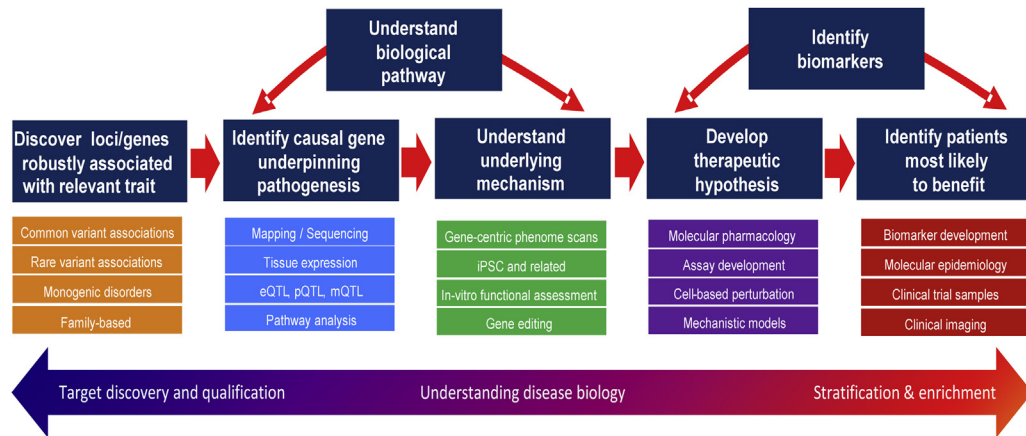 Understand
biological
pathway
Identify
biomarkers
Discover loci/genes
robustly associated
with relevant trait
Identify causal gene
underpinning
pathogenesis
Understand
underlying
mechanism
Develop
therapeutic
hypothesis
Identify patients
most likely
to benefit
Common variant associations
Rare variant associations
Monogenic disorders
Family-based
Mapping / Sequencing
Tissue expression
eQTL, pQTL, mQTL
Pathway analysis
Gene-centric phenome scans
iPSC and related
In-vitro functional assessment
Gene editing
Molecular pharmacology
Assay development
Cell-based perturbation
Mechanistic models
Biomarker development
Molecular epidemiology
Clinical trial samples
Clinical imaging
Target discovery and qualification
Understanding disease biology
Stratification & enrichment